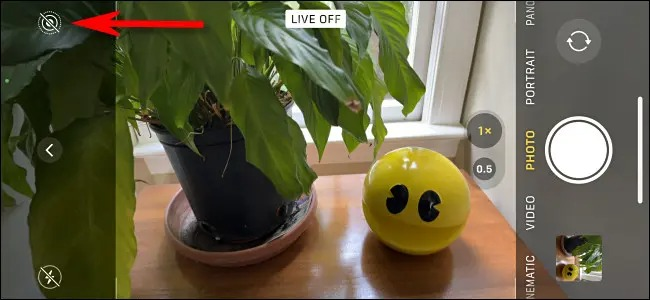 LIVE OFF
1×
0.5
PANO
PORTRAIT
PHOTO
VIDEO
NEMATIC